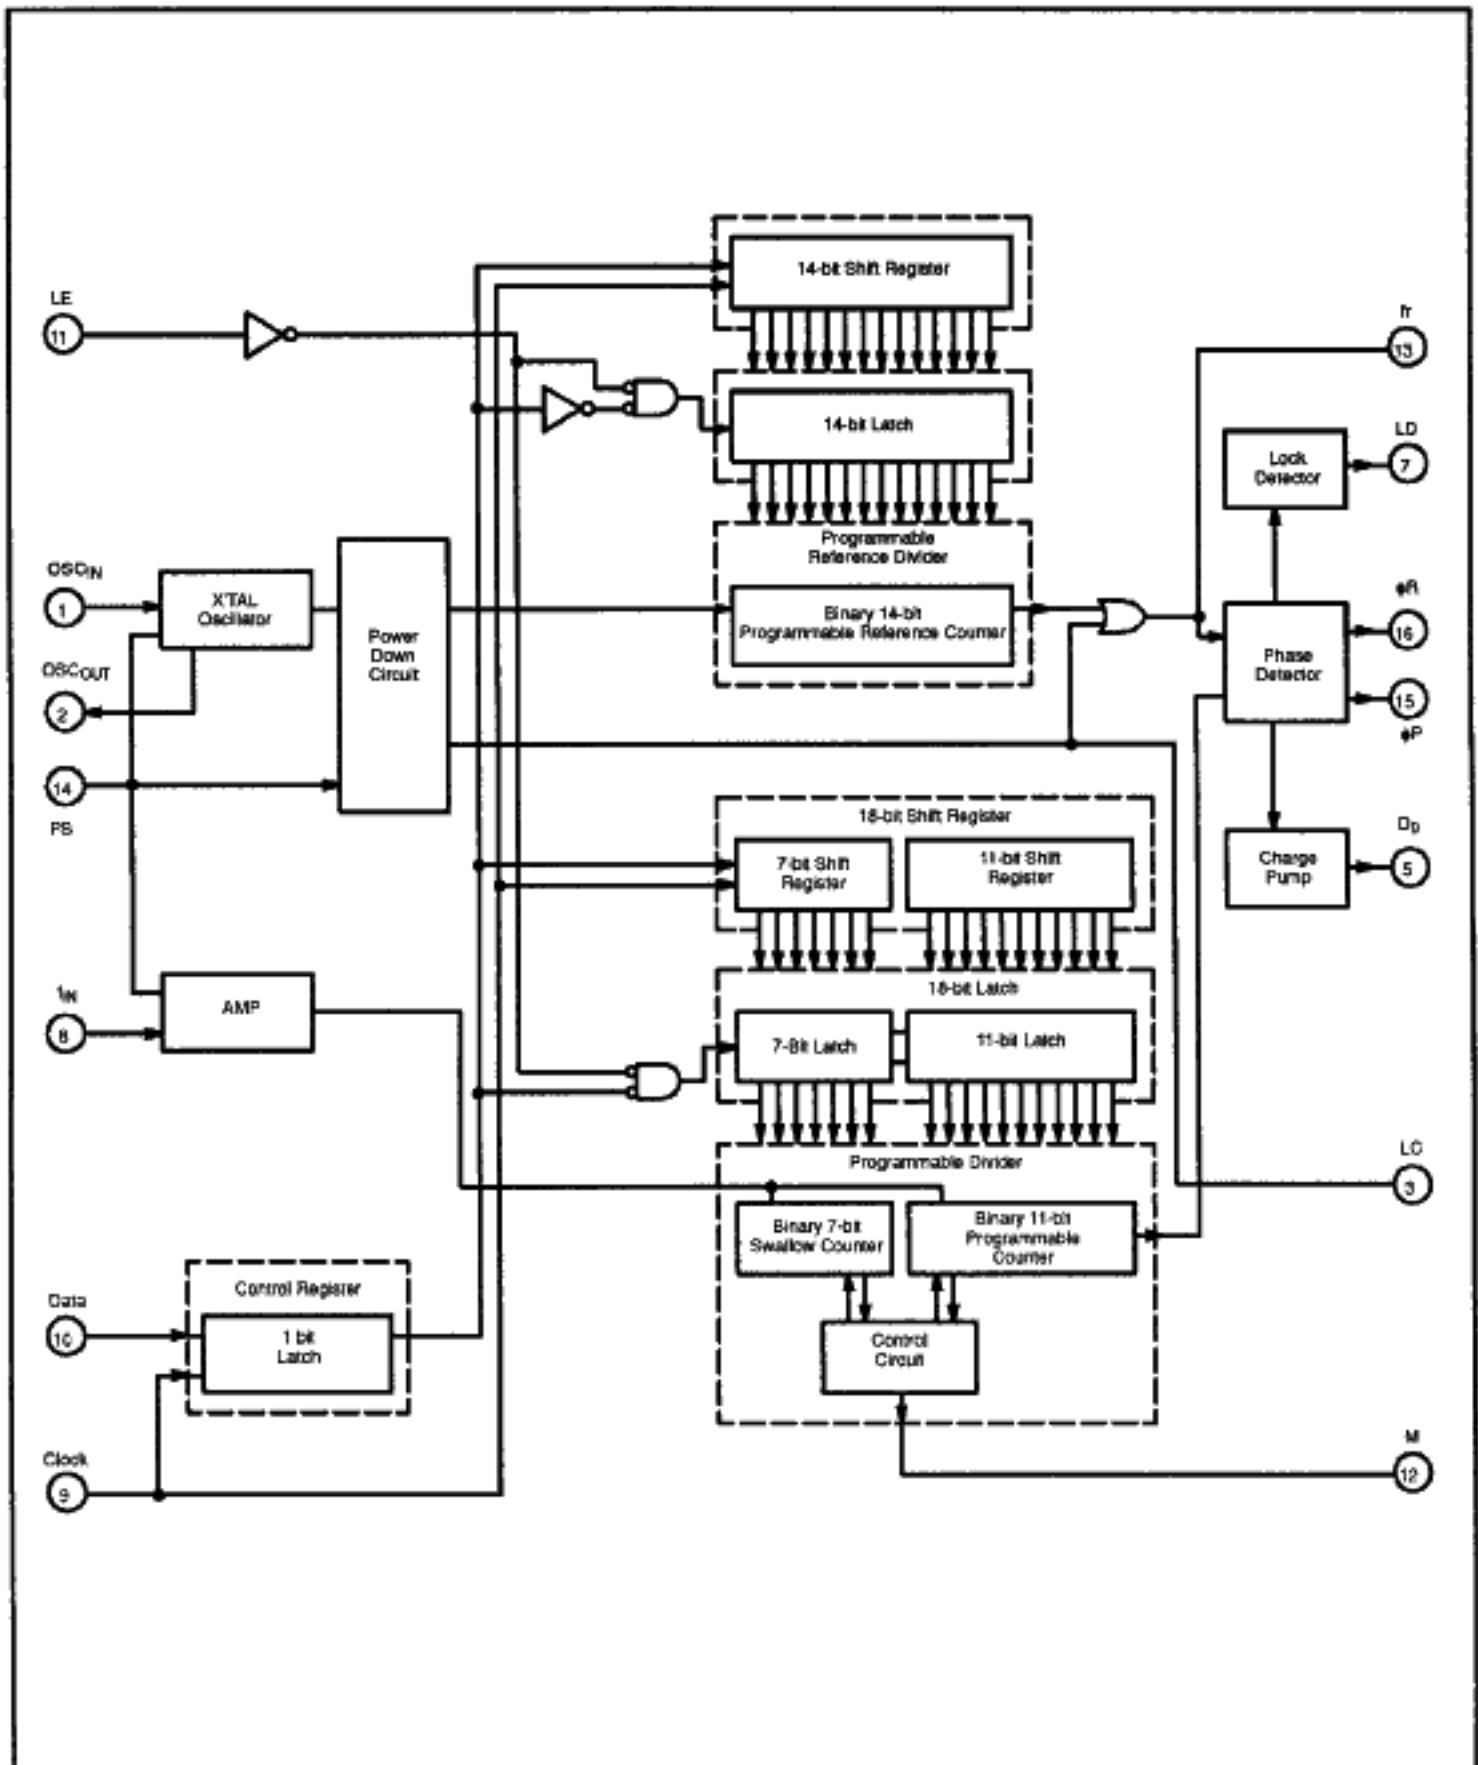 14-bit Shift Register
LE
11
fr
13
14-bit Latch
LD
7
Lock
Detector
Programmable
Reference Divider
OSCIN
1
X'TAL
Oscillator
Power
Down
Circuit
Binary 14-bit
Programmable Reference Counter
φR
16
Phase
Detector
OSCOUT
2
15
φP
14
PS
18-bit Shift Register
7-bit Shift
Register
11-bit Shift
Register
Charge
Pump
DO
5
18-bit Latch
fIN
8
AMP
7-Bit Latch
11-bit Latch
Programmable Divider
LC
3
Binary 7-bit
Swallow Counter
Binary 11-bit
Programmable
Counter
Control Register
Data
10
1 bit
Latch
Control
Circuit
M
12
Clock
9